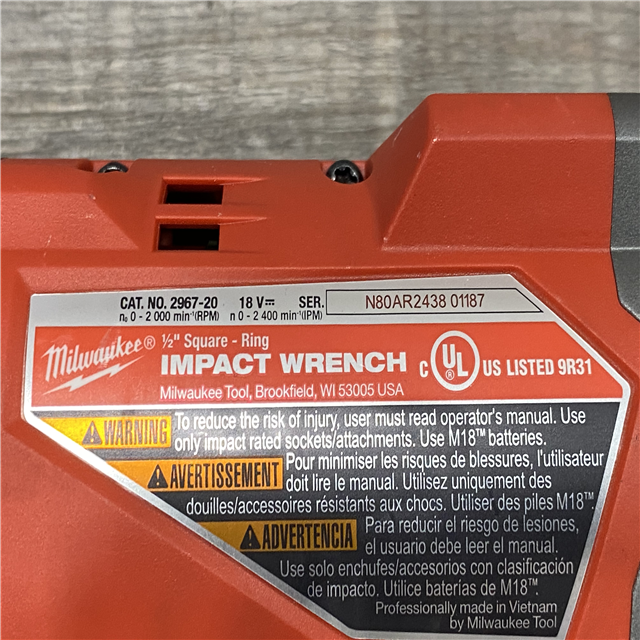 CAT. NO. 2967-20 18 V⎓ SER. N80AR2438 01187
n₀ 0 - 2 000 min⁻¹(RPM) n 0 - 2 400 min⁻¹(IPM)
Milwaukee®
½" Square - Ring
IMPACT WRENCH
Milwaukee Tool, Brookfield, WI 53005 USA
C UL® US LISTED 9R31
WARNING To reduce the risk of injury, user must read operator's manual. Use
only impact rated sockets/attachments. Use M18™ batteries.
AVERTISSEMENT Pour minimiser les risques de blessures, l'utilisateur
doit lire le manual. Utilisez uniquement des
douilles/accessoires résistants aux chocs. Utiliser des piles M18™.
ADVERTENCIA Para reducir el riesgo de lesiones,
el usuario debe leer el manual.
Use solo enchufes/accesorios con clasificación
de impacto. Utilice baterías de M18™.
Professionally made in Vietnam
by Milwaukee Tool